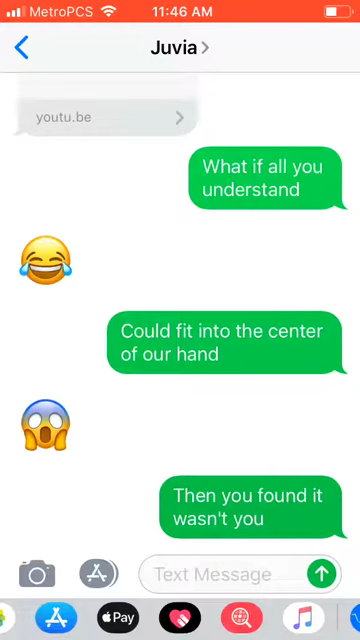 MetroPCS 11:46 AM
Juvia
youtu.be
What if all you
understand
Could fit into the center
of our hand
Then you found it
wasn't you
Text Message
Pay